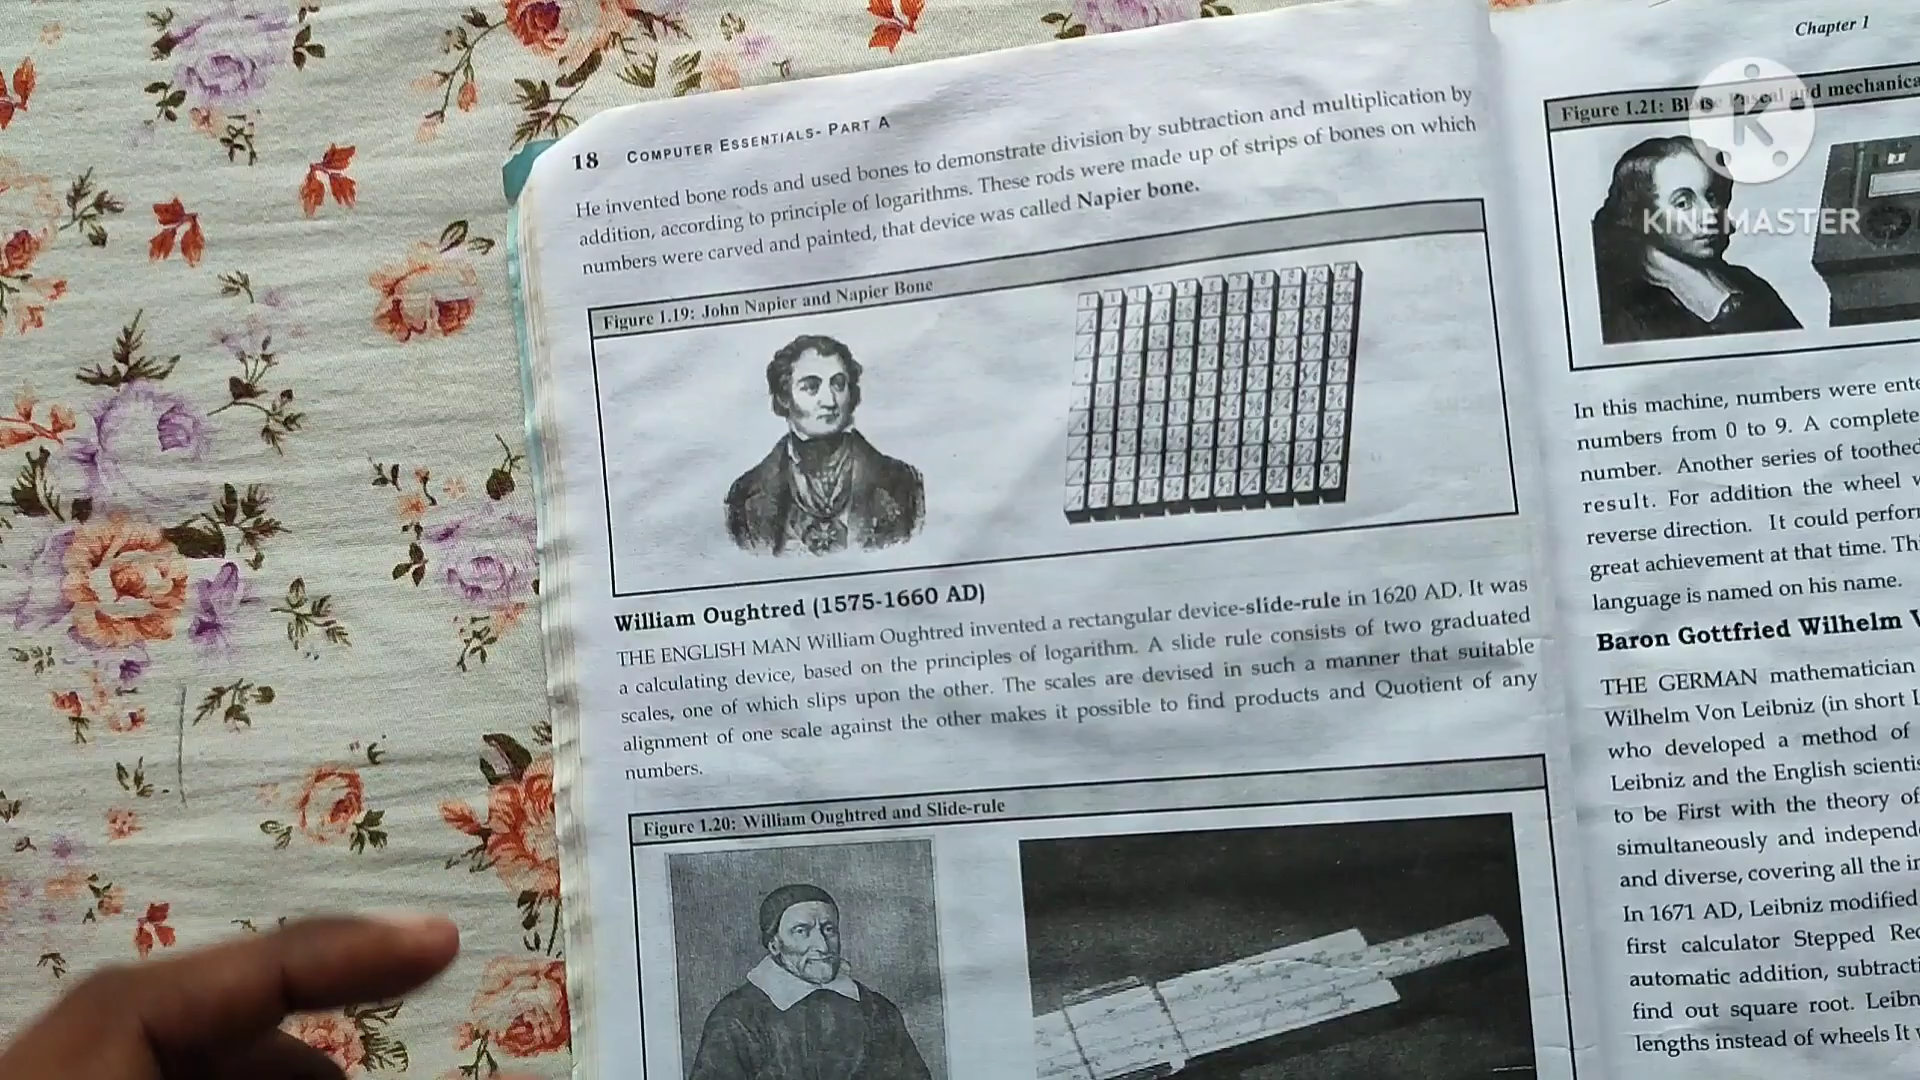 18 COMPUTER ESSENTIALS- PART A
He invented bone rods and used bones to demonstrate division by subtraction and multiplication by
addition, according to principle of logarithms. These rods were made up of strips of bones on which
numbers were carved and painted, that device was called Napier bone.
Figure 1.19: John Napier and Napier Bone
William Oughtred (1575-1660 AD)
THE ENGLISH MAN William Oughtred invented a rectangular device-slide-rule in 1620 AD. It was
a calculating device, based on the principles of logarithm. A slide rule consists of two graduated
scales, one of which slips upon the other. The scales are devised in such a manner that suitable
alignment of one scale against the other makes it possible to find products and Quotient of any
numbers.
Figure 1.20: William Oughtred and Slide-rule
Chapter 1
Figure 1.21: Pascal and mechanica
K
KINEMASTER
In this machine, numbers were ente
numbers from 0 to 9. A complete
number. Another series of toothed
result. For addition the wheel
reverse direction. It could perfor
great achievement at that time. Thi
language is named on his name.
Baron Gottfried Wilhelm V
THE GERMAN mathematician
Wilhelm Von Leibniz (in short L
who developed a method of
Leibniz and the English scientis
to be First with the theory of
simultaneously and independ
and diverse, covering all the i
In 1671 AD, Leibniz modified
first calculator Stepped Rec
automatic addition, subtracti
find out square root. Leibn
lengths instead of wheels It